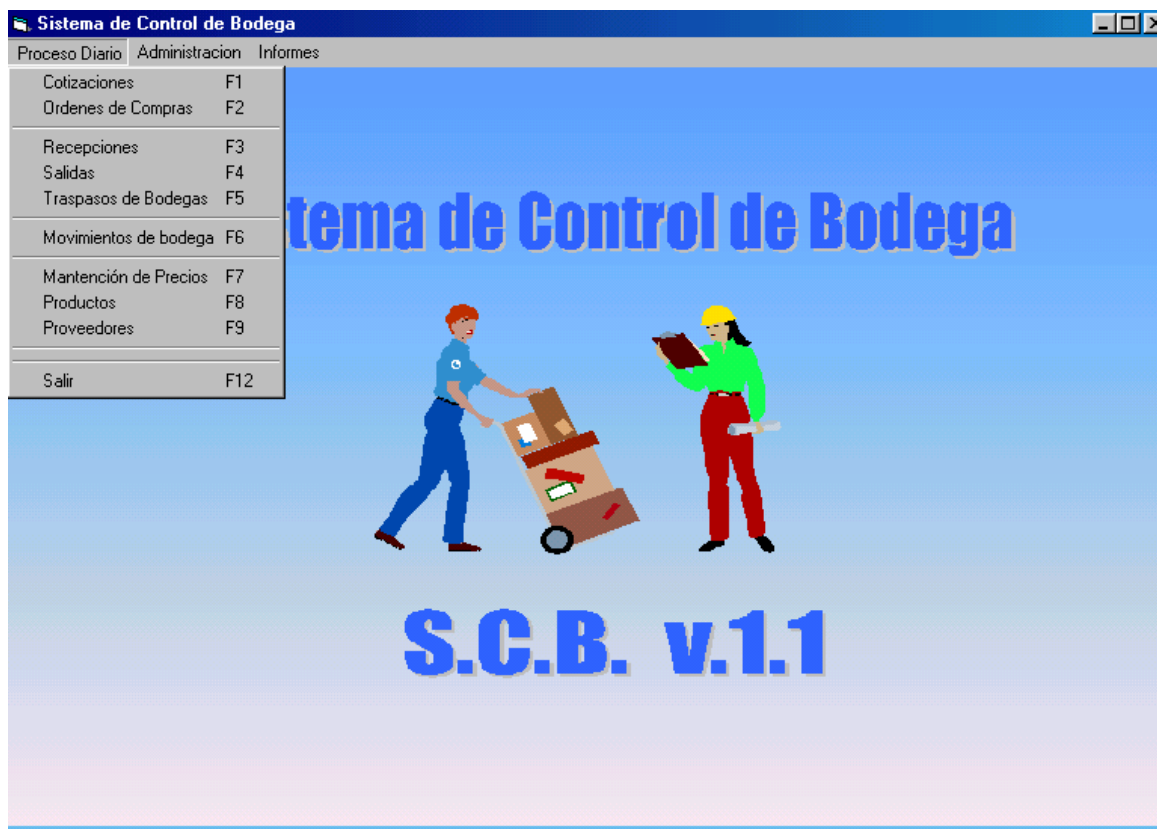 Sistema de Control de Bodega
Proceso Diario Administracion Informes
Cotizaciones F1
Ordenes de Compras F2
Recepciones F3
Salidas F4
Traspasos de Bodegas F5
Movimientos de bodega F6
Mantención de Precios F7
Productos F8
Proveedores F9
Salir F12
stema de Control de Bodega
S.C.B. v.1.1